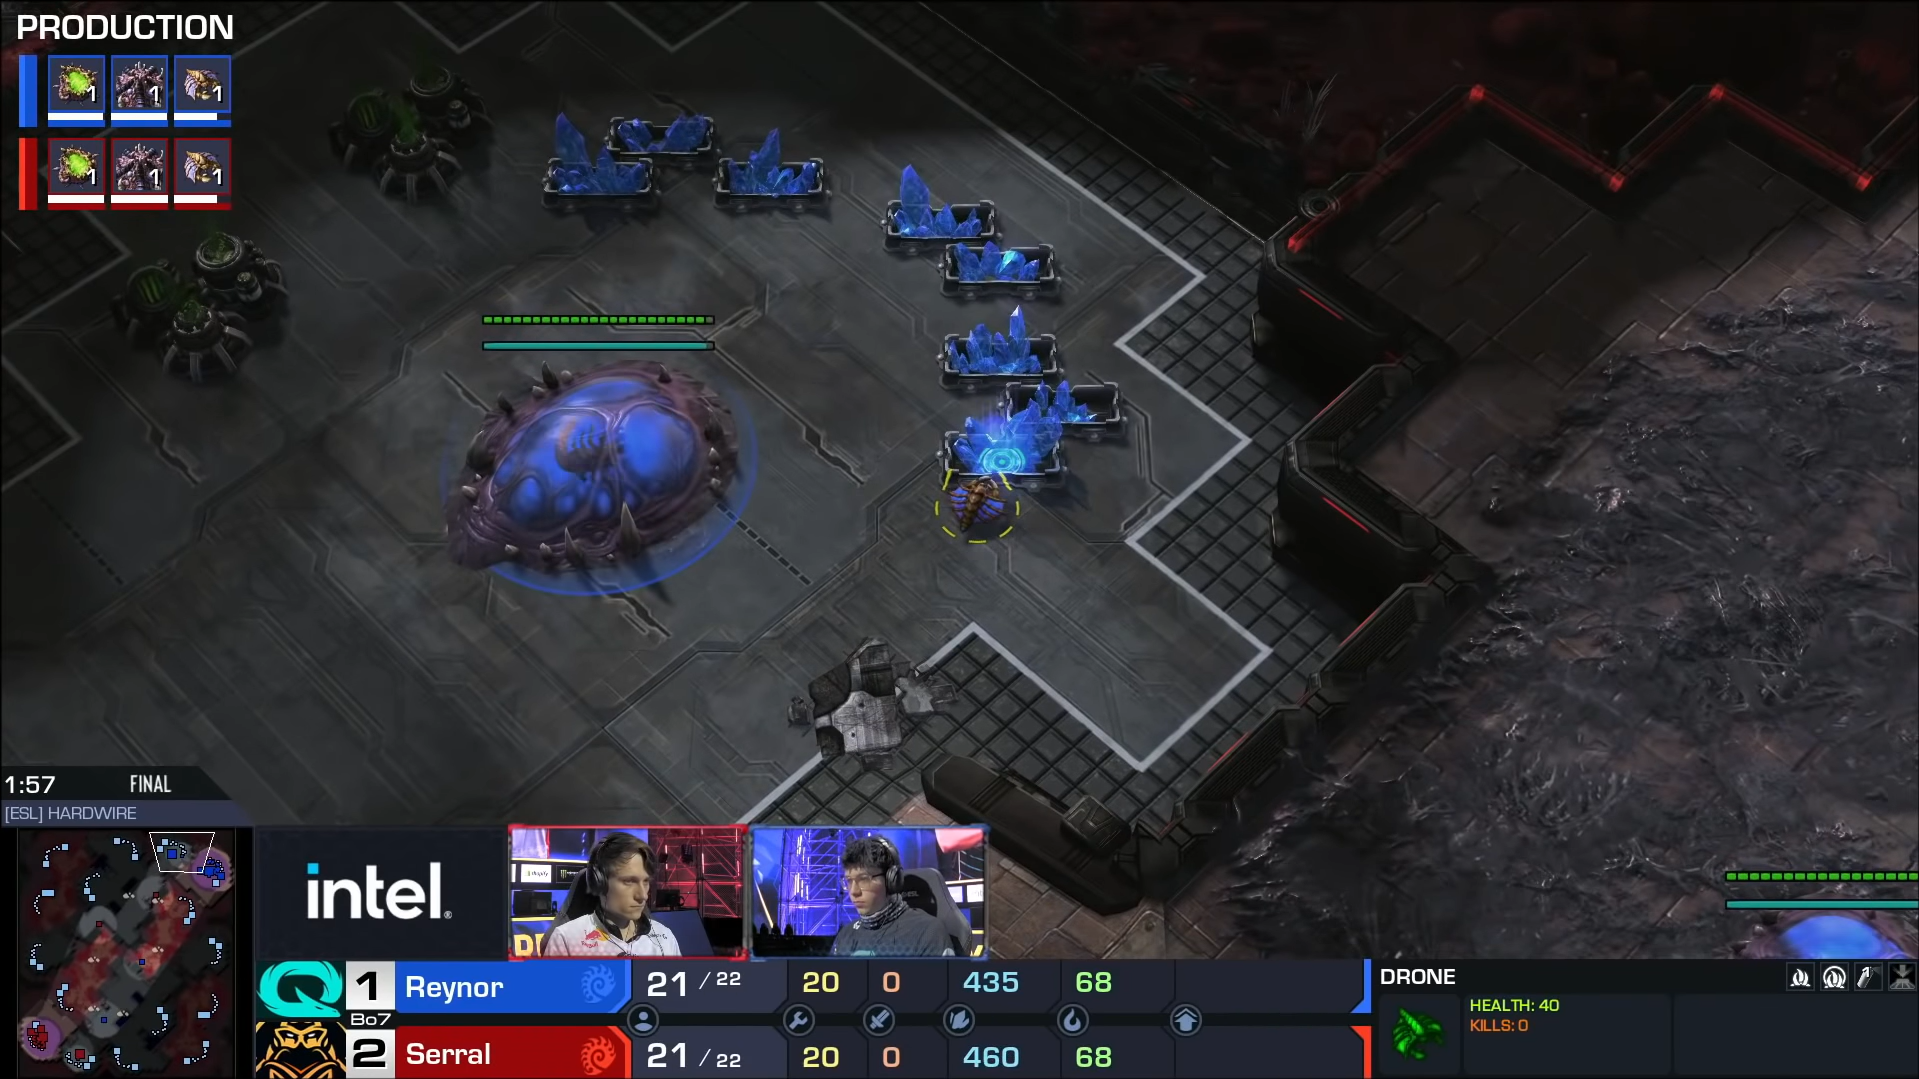 PRODUCTION
1 1 1
1 1 1
1:57 FINAL
[ESL] HARDWIRE
intel.
1 Reynor 21 / 22 20 0 435 68
Bo7
2 Serral 21 / 22 20 0 460 68
DRONE
HEALTH: 40
KILLS: 0